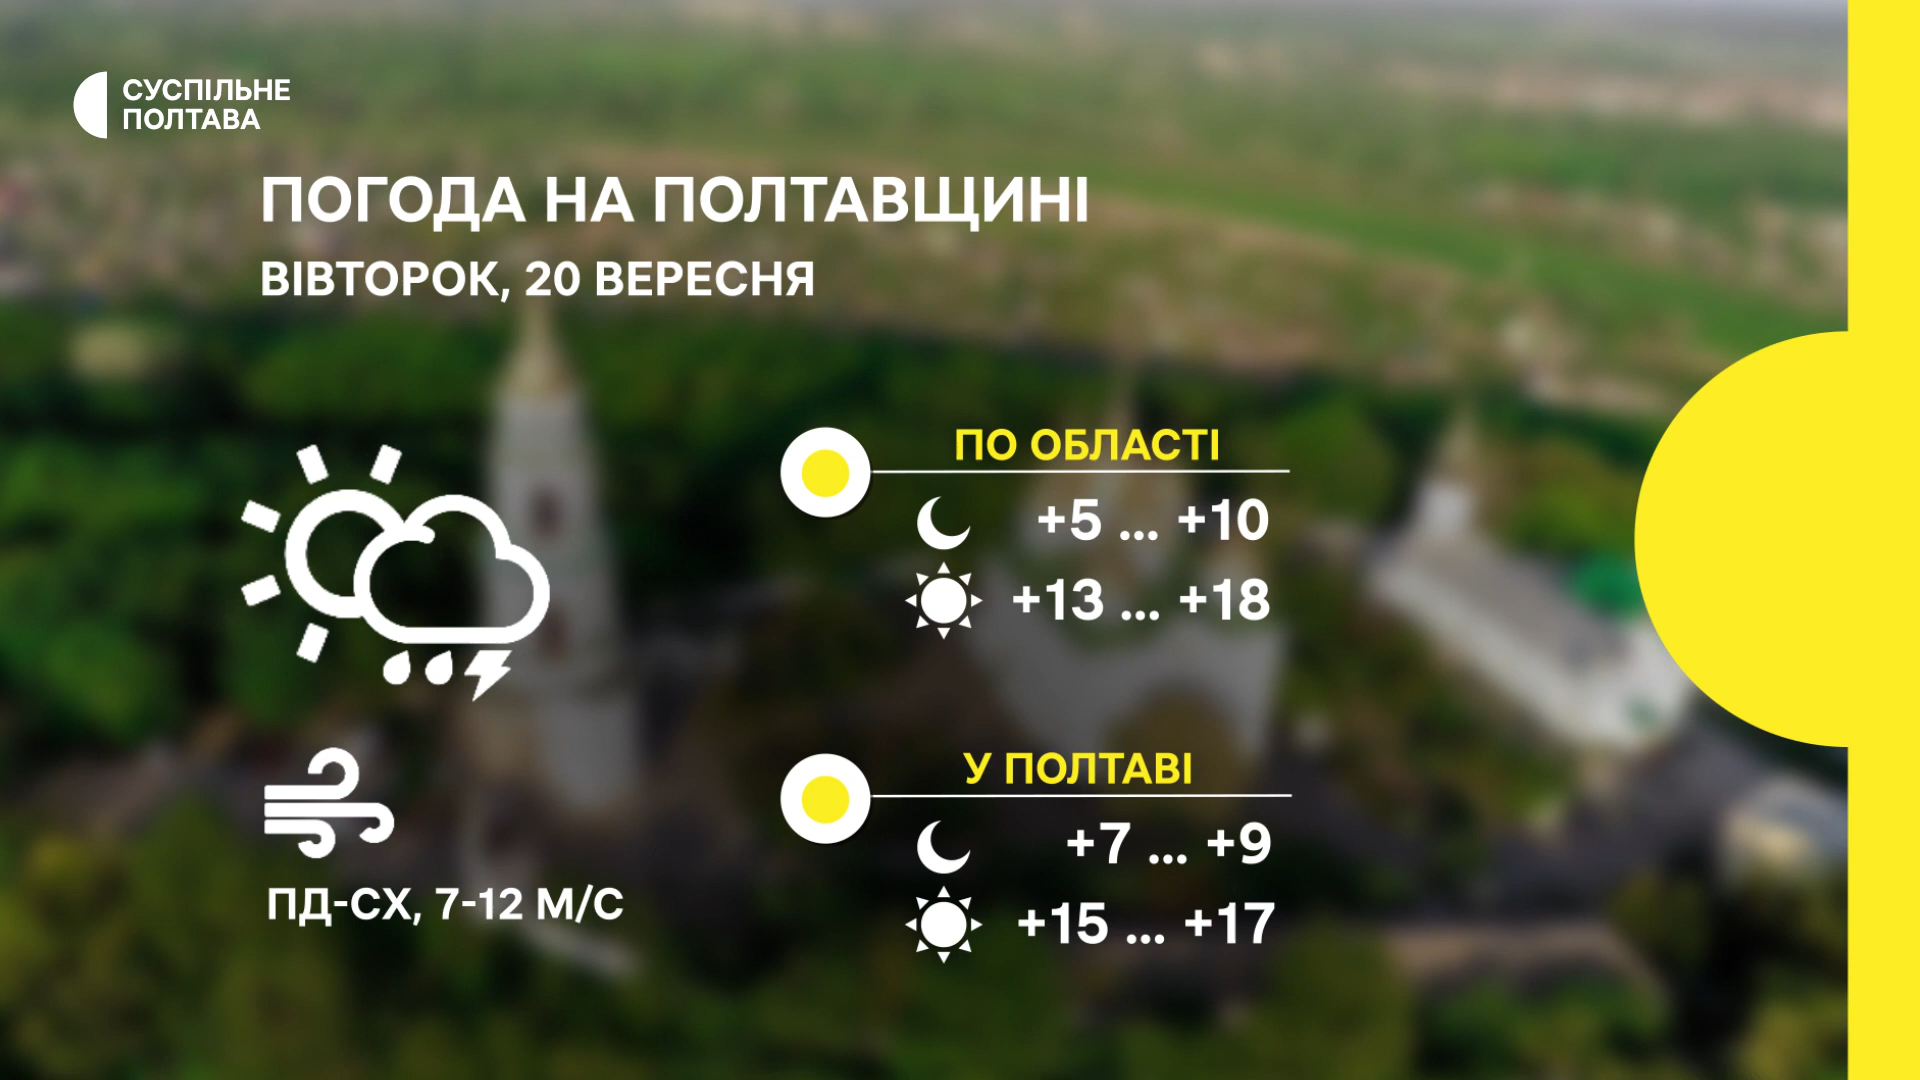 СУСПІЛЬНЕ
ПОЛТАВА
ПОГОДА НА ПОЛТАВЩИНІ
ВІВТОРОК, 20 ВЕРЕСНЯ
ПО ОБЛАСТІ
+5 ... +10
+13 ... +18
ПД-СХ, 7-12 М/С
У ПОЛТАВІ
+7 ... +9
+15 ... +17